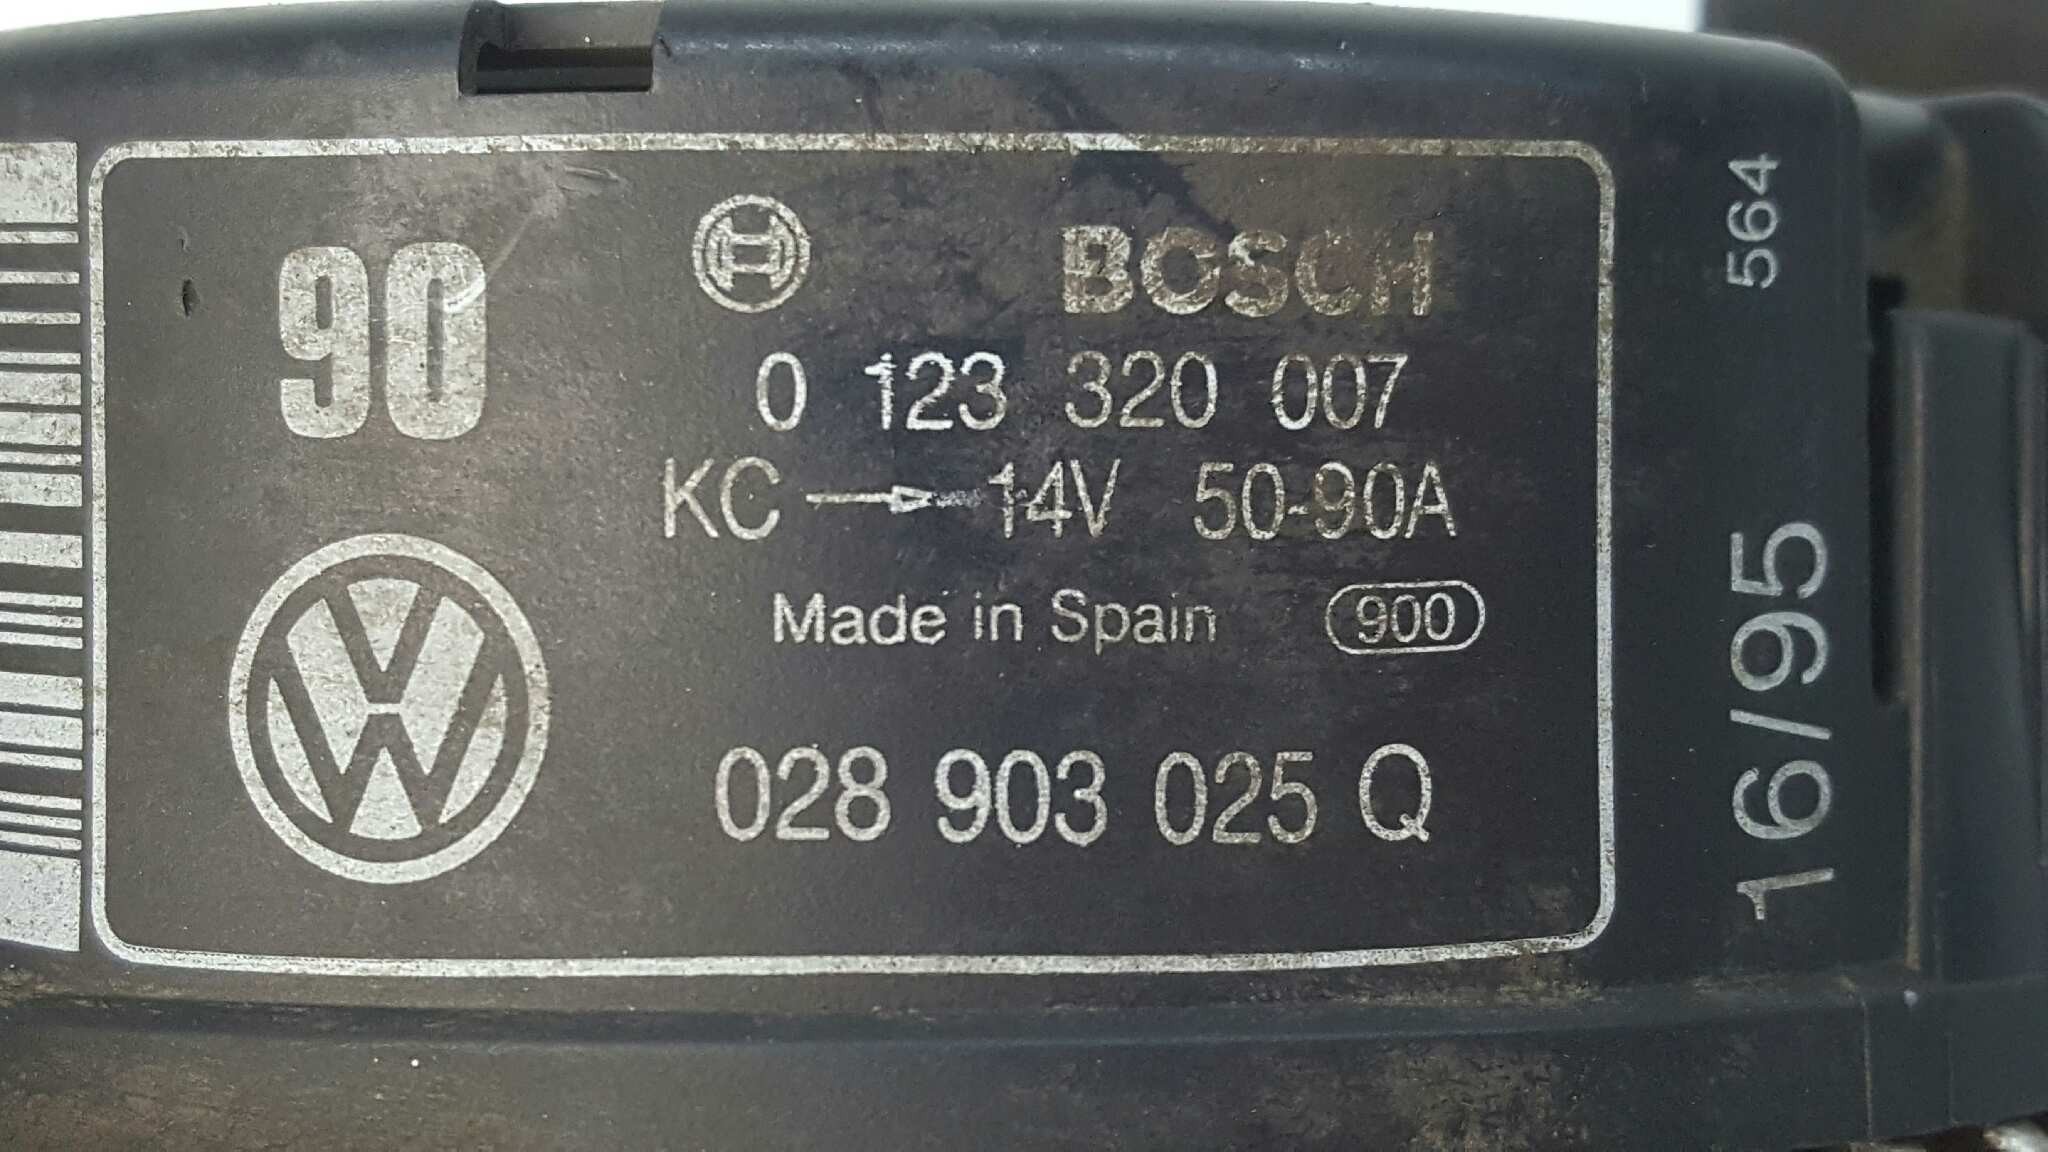 90
BOSCH
0 123 320 007
KC → 14V 50-90A
Made in Spain 900
VW
028 903 025 Q
16/95 564